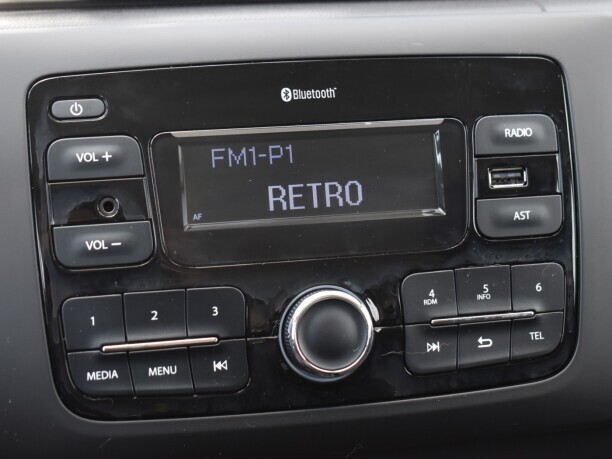 Bluetooth
VOL +
FM1-P1
RETRO
AF
VOL −
RADIO
AST
1 2 3
MEDIA MENU
4 5 6
RDM INFO
TEL